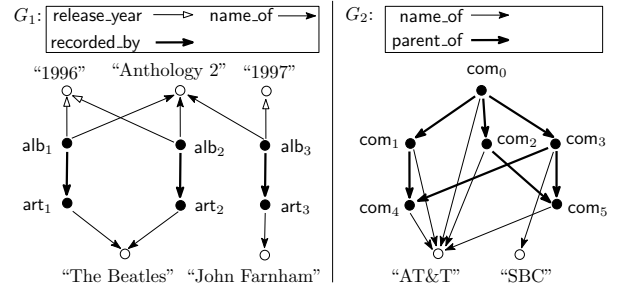 G₁: release_year name_of
recorded_by
"1996" "Anthology 2" "1997"
alb₁ alb₂ alb₃
art₁ art₂ art₃
"The Beatles" "John Farnham"
G₂: name_of
parent_of
com₀
com₁ com₂ com₃
com₄ com₅
"AT&T" "SBC"